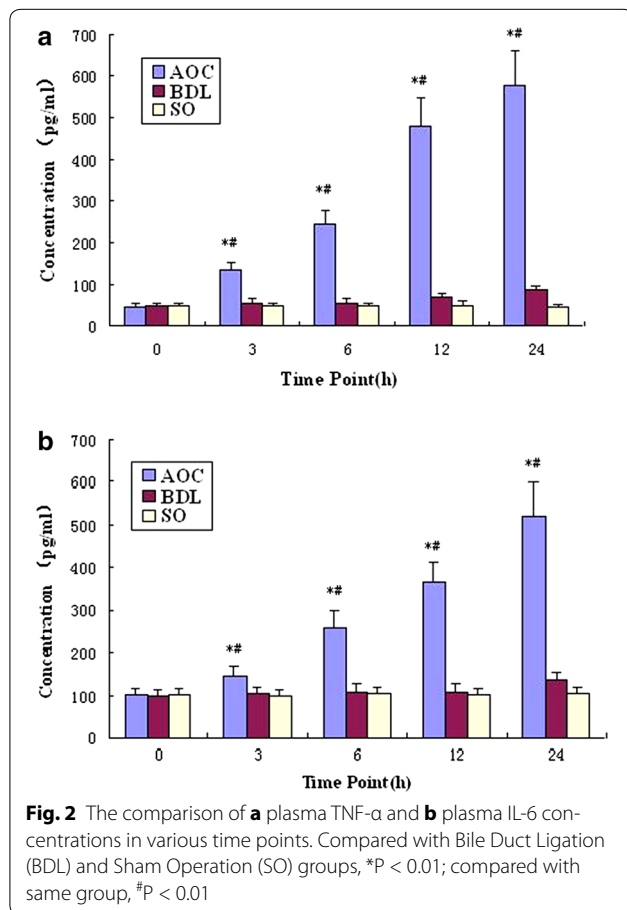 a
700
600
500
400
300
200
100
0
Concentration (pg/ml)
AOC
BDL
SO
*#
*#
*#
*#
0 3 6 12 24
Time Point(h)
b
700
600
500
400
300
200
100
0
Concentration (pg/ml)
AOC
BDL
SO
*#
*#
*#
*#
0 3 6 12 24
Time Point(h)
Fig. 2 The comparison of a plasma TNF-α and b plasma IL-6 con-
centrations in various time points. Compared with Bile Duct Ligation
(BDL) and Sham Operation (SO) groups, *P < 0.01; compared with
same group, #P < 0.01